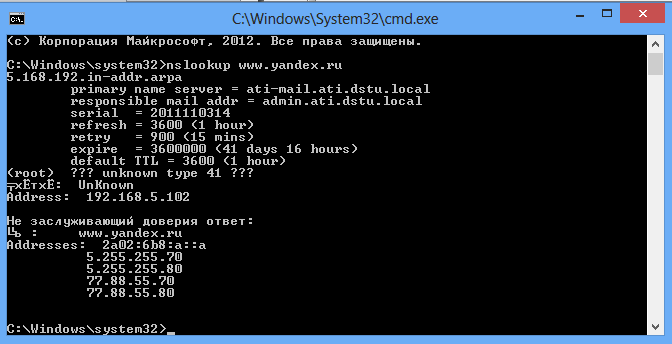 C:\Windows\System32\cmd.exe
(c) Корпорация Майкрософт, 2012. Все права защищены.
C:\Windows\system32>nslookup www.yandex.ru
5.168.192.in-addr.arpa
primary name server = ati-mail.ati.dstu.local
responsible mail addr = admin.ati.dstu.local
serial = 2011110314
refresh = 3600 (1 hour)
retry = 900 (15 mins)
expire = 3600000 (41 days 16 hours)
default TTL = 3600 (1 hour)
(root) ??? unknown type 41 ???
╤хЁтхЁ: UnKnown
Address: 192.168.5.102
Не заслуживающий доверия ответ:
www.yandex.ru
Addresses: 2a02:6b8:a::a
5.255.255.70
5.255.255.80
77.88.55.70
77.88.55.80
C:\Windows\system32>_